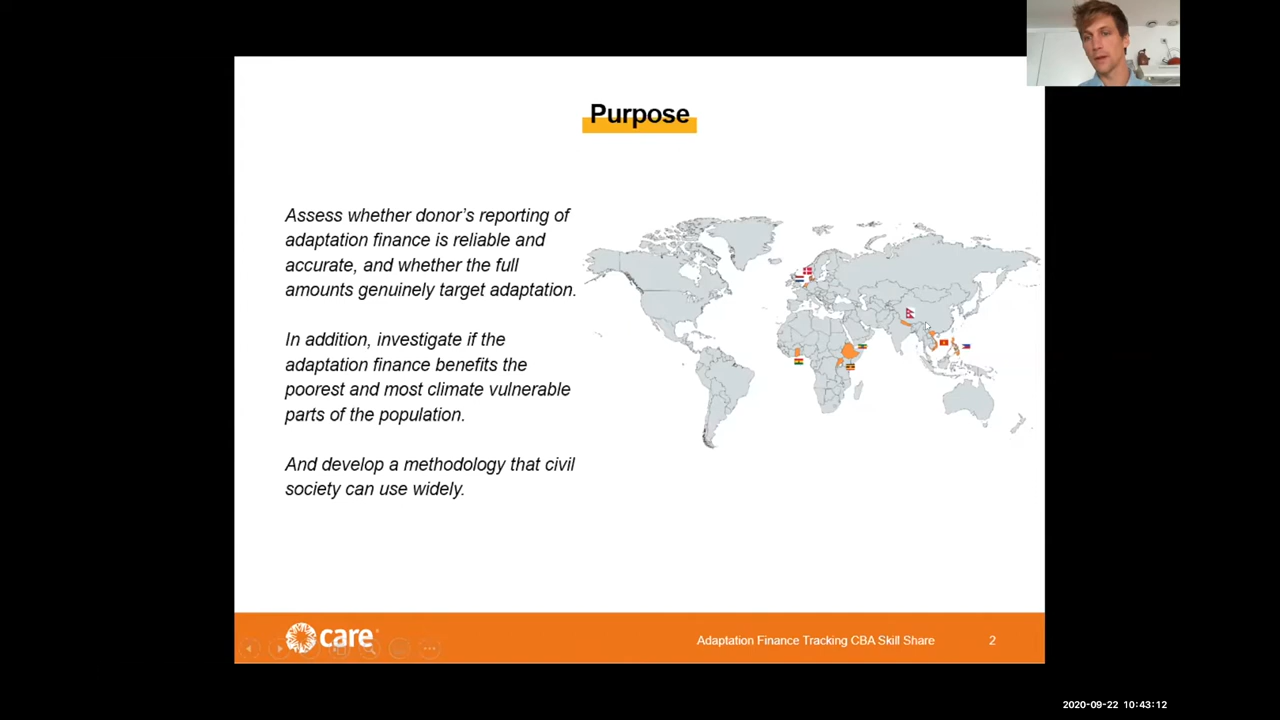 Purpose
Assess whether donor's reporting of
adaptation finance is reliable and
accurate, and whether the full
amounts genuinely target adaptation.
In addition, investigate if the
adaptation finance benefits the
poorest and most climate vulnerable
parts of the population.
And develop a methodology that civil
society can use widely.
care
Adaptation Finance Tracking CBA Skill Share 2
2020-09-22 10:43:12